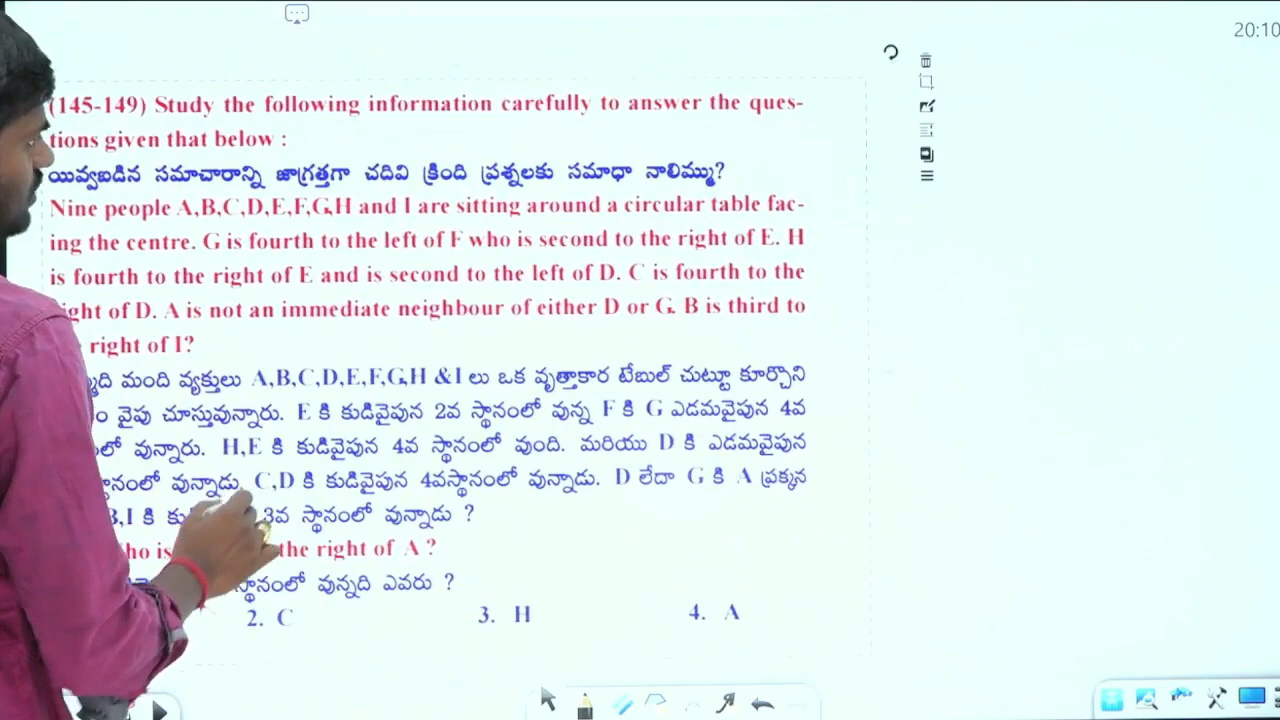 20:10
(145-149) Study the following information carefully to answer the ques-
tions given that below :
యివ్వబడిన సమాచారాన్ని జాగ్రత్తగా చదివి క్రింది ప్రశ్నలకు సమాధా నాలిమ్ము?
Nine people A,B,C,D,E,F,G,H and I are sitting around a circular table fac-
ing the centre. G is fourth to the left of F who is second to the right of E. H
is fourth to the right of E and is second to the left of D. C is fourth to the
ight of D. A is not an immediate neighbour of either D or G. B is third to
right of I?
మంది వ్యక్తులు A,B,C,D,E,F,G,H & I లు ఒక వృత్తాకార టేబుల్ చుట్టూ కూర్చొని
వైపు చూస్తువున్నారు. E కి కుడివైపున 2వ స్థానంలో వున్న F కి G ఎడమవైపున 4వ
లో వున్నారు. H,E కి కుడివైపున 4వ స్థానంలో వుంది. మరియు D కి ఎడమవైపున
వున్నాడు. C,D కి కుడివైపున 4వస్థానంలో వున్నాడు. D లేదా G కి A ప్రక్కన
B,I కి 3వ స్థానంలో వున్నాడు ?
ho is the right of A ?
స్థానంలో వున్నది ఎవరు ?
2. C 3. H 4. A